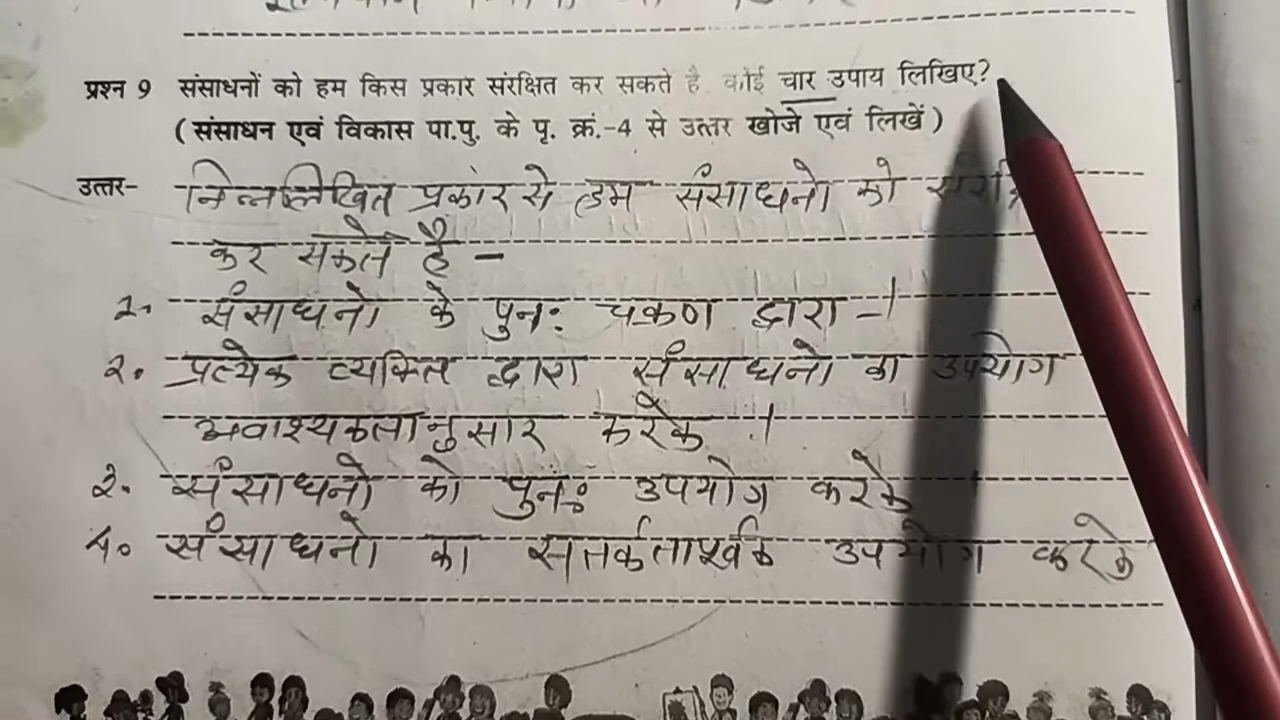 प्रश्न 9 संसाधनों को हम किस प्रकार संरक्षित कर सकते है कोई चार उपाय लिखिए?
(संसाधन एवं विकास पा.पु. के पृ. क्रं.-4 से उत्तर खोजे एवं लिखें)
उत्तर- निम्नलिखित प्रकार से हम संसाधनो को
कर सकते है -
1. संसाधनो के पुनः चक्रण द्वारा -।
2. प्रत्येक व्यक्ति द्वारा संसाधनो का उपयोग
अवाश्यकतानुसार करके ।
3. संसाधनो को पुनः उपयोग करके
4. संसाधनो का सतर्कतापूर्वक उपयोग करके